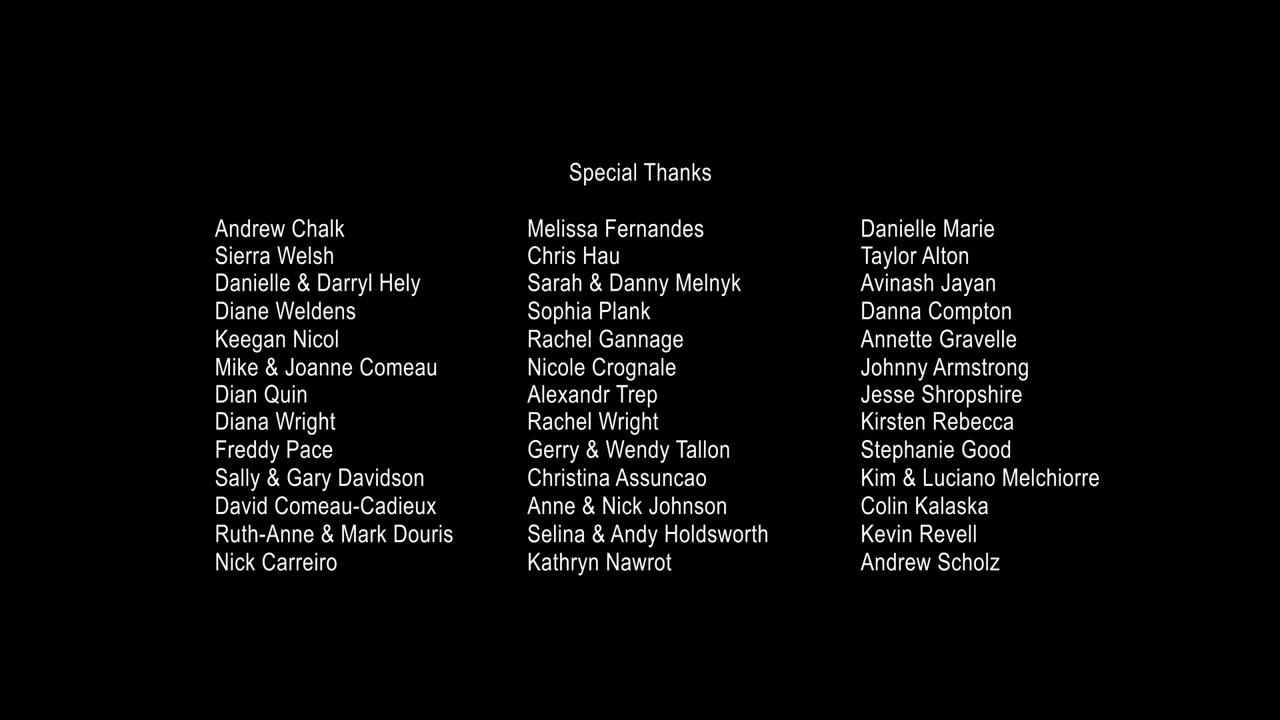 Special Thanks
Andrew Chalk
Sierra Welsh
Danielle & Darryl Hely
Diane Weldens
Keegan Nicol
Mike & Joanne Comeau
Dian Quin
Diana Wright
Freddy Pace
Sally & Gary Davidson
David Comeau-Cadieux
Ruth-Anne & Mark Douris
Nick Carreiro
Melissa Fernandes
Chris Hau
Sarah & Danny Melnyk
Sophia Plank
Rachel Gannage
Nicole Crognale
Alexandr Trep
Rachel Wright
Gerry & Wendy Tallon
Christina Assuncao
Anne & Nick Johnson
Selina & Andy Holdsworth
Kathryn Nawrot
Danielle Marie
Taylor Alton
Avinash Jayan
Danna Compton
Annette Gravelle
Johnny Armstrong
Jesse Shropshire
Kirsten Rebecca
Stephanie Good
Kim & Luciano Melchiorre
Colin Kalaska
Kevin Revell
Andrew Scholz